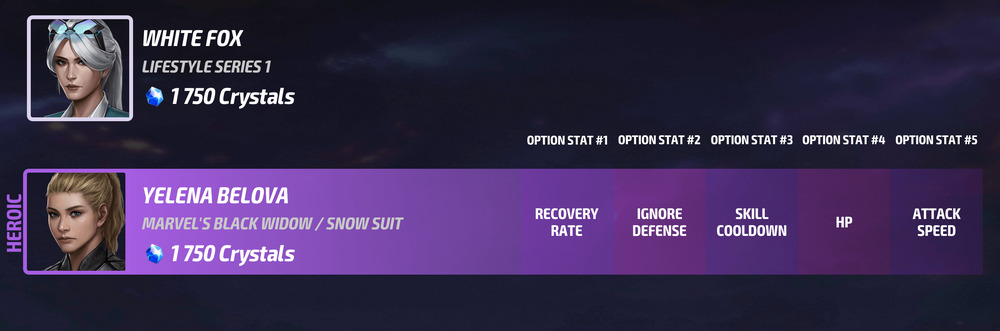 WHITE FOX
LIFESTYLE SERIES 1
1 750 Crystals
OPTION STAT #1 OPTION STAT #2 OPTION STAT #3 OPTION STAT #4 OPTION STAT #5
HEROIC
YELENA BELOVA
MARVEL'S BLACK WIDOW / SNOW SUIT
1 750 Crystals
RECOVERY RATE
IGNORE DEFENSE
SKILL COOLDOWN
HP
ATTACK SPEED